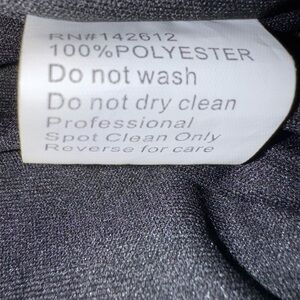 RN#142612
100%POLYESTER
Do not wash
Do not dry clean
Professional
Spot Clean Only
Reverse for care